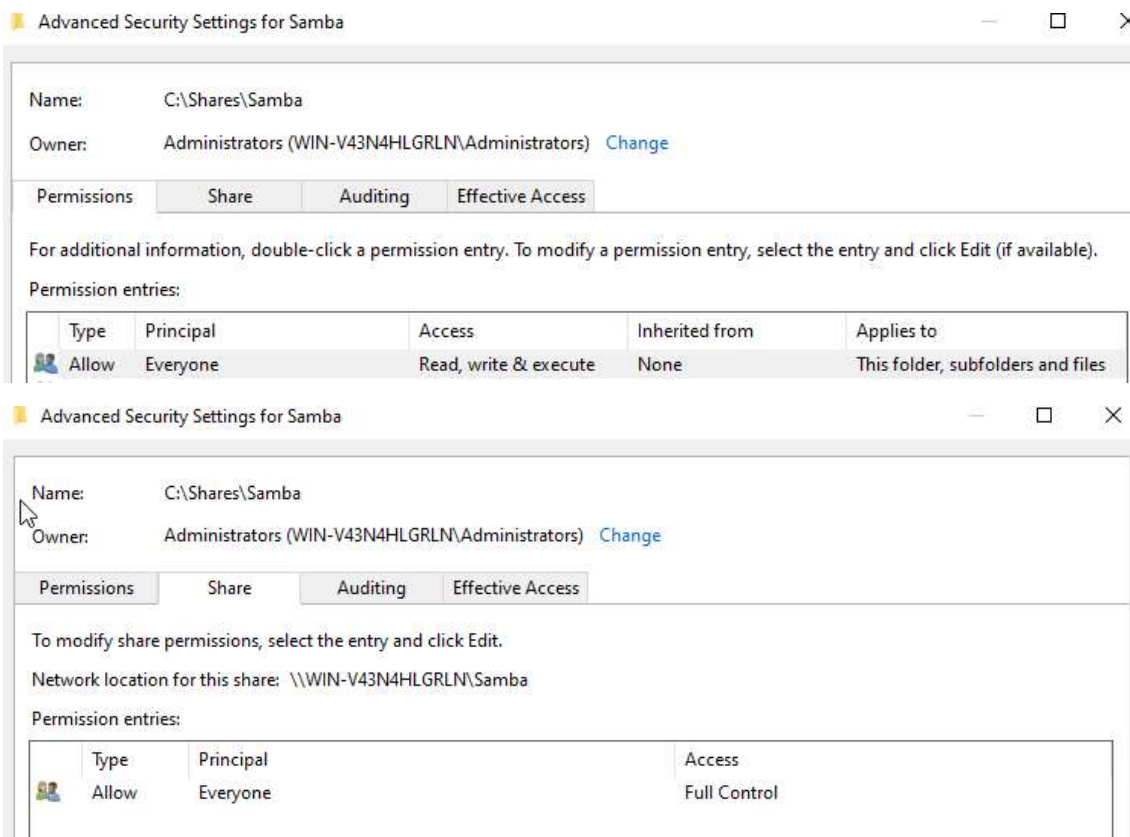 Advanced Security Settings for Samba
Name: C:\Shares\Samba
Owner: Administrators (WIN-V43N4HLGRLN\Administrators) Change
Permissions Share Auditing Effective Access
For additional information, double-click a permission entry. To modify a permission entry, select the entry and click Edit (if available).
Permission entries:
Type Principal Access Inherited from Applies to
Allow Everyone Read, write & execute None This folder, subfolders and files
Advanced Security Settings for Samba
Name: C:\Shares\Samba
Owner: Administrators (WIN-V43N4HLGRLN\Administrators) Change
Permissions Share Auditing Effective Access
To modify share permissions, select the entry and click Edit.
Network location for this share: \\WIN-V43N4HLGRLN\Samba
Permission entries:
Type Principal Access
Allow Everyone Full Control